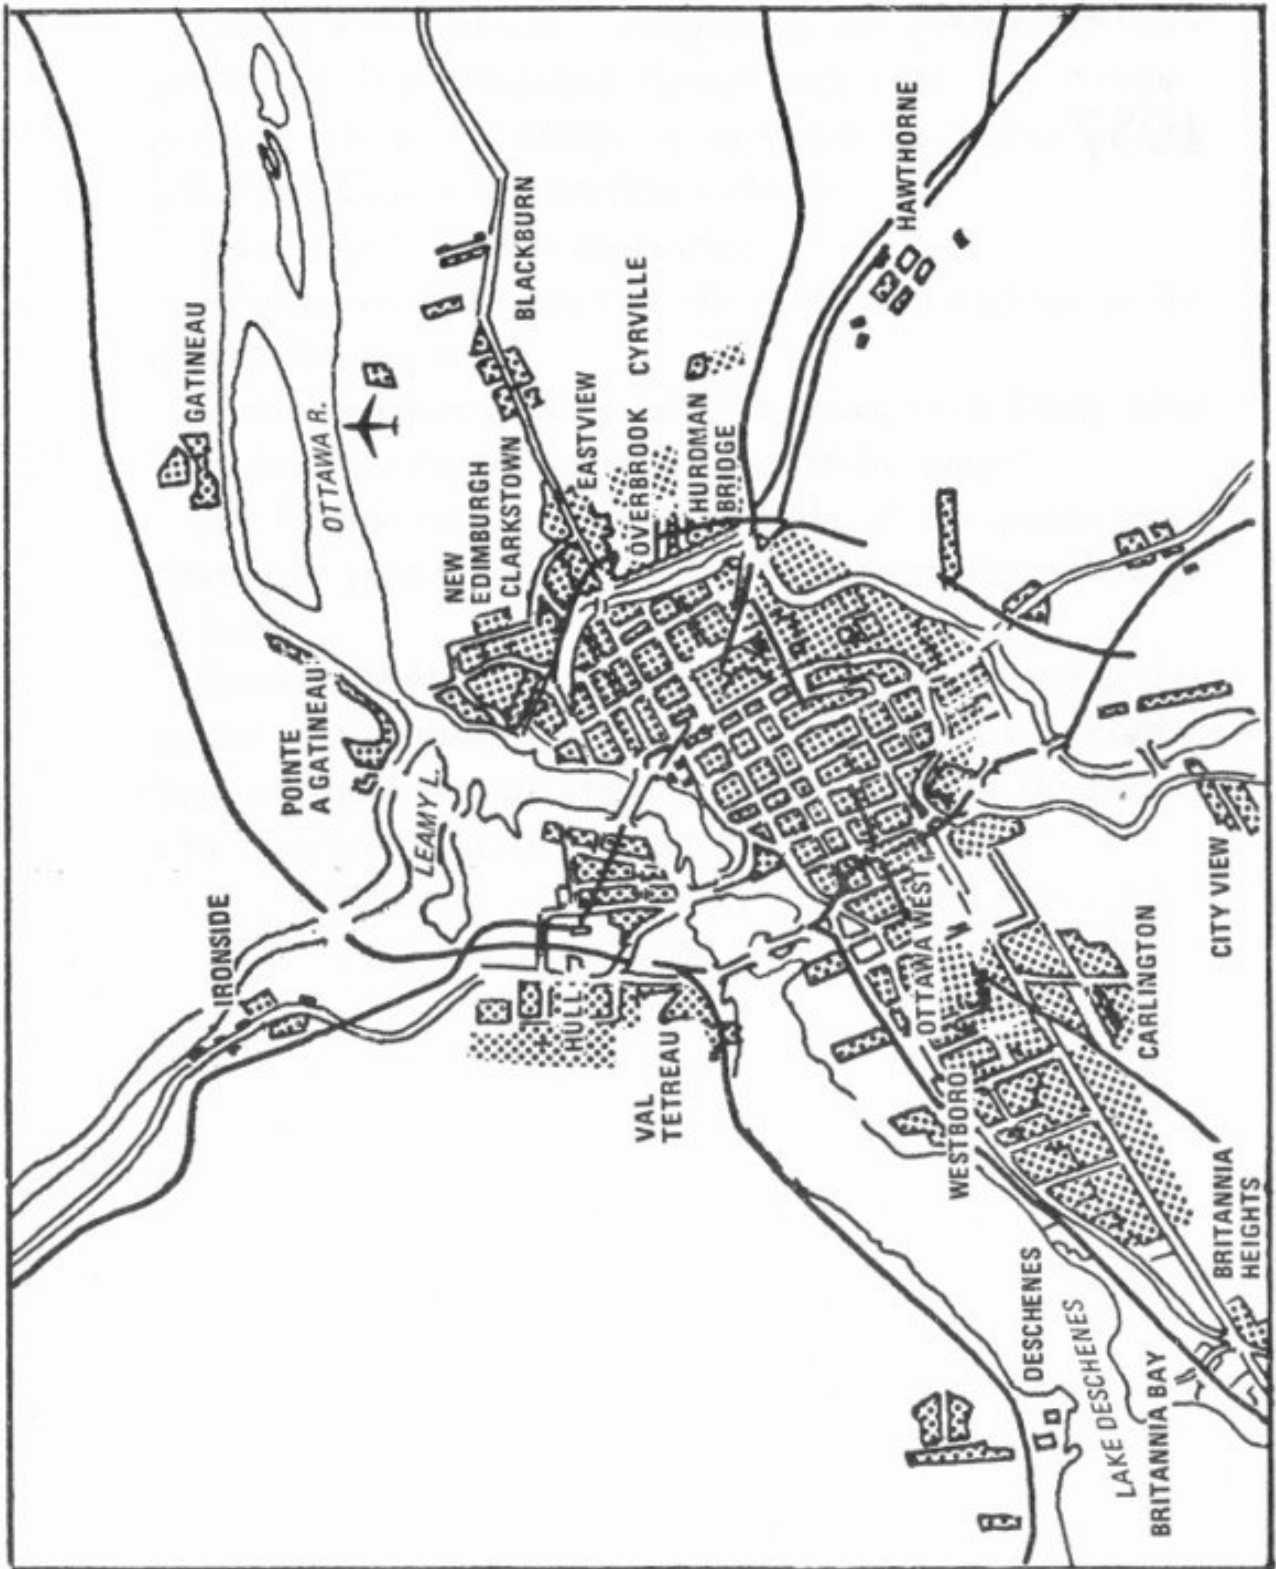 GATINEAU
IRONSIDE
POINTE
A GATINEAU
OTTAWA R.
LEAMY L.
NEW
EDIMBURGH
CLARKSTOWN
BLACKBURN
HULL
EASTVIEW
OVERBROOK
CYRVILLE
VAL
TETREAU
HURDMAN
BRIDGE
HAWTHORNE
OTTAWA WEST
WESTBORO
DESCHENES
LAKE DESCHENES
CARLINGTON
BRITANNIA BAY
CITY VIEW
BRITANNIA
HEIGHTS